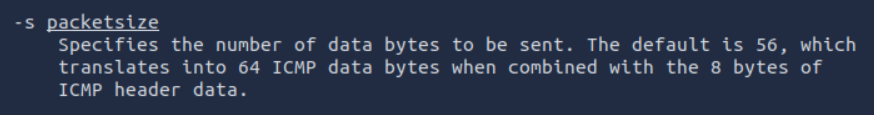 -s packetsize
Specifies the number of data bytes to be sent. The default is 56, which
translates into 64 ICMP data bytes when combined with the 8 bytes of
ICMP header data.